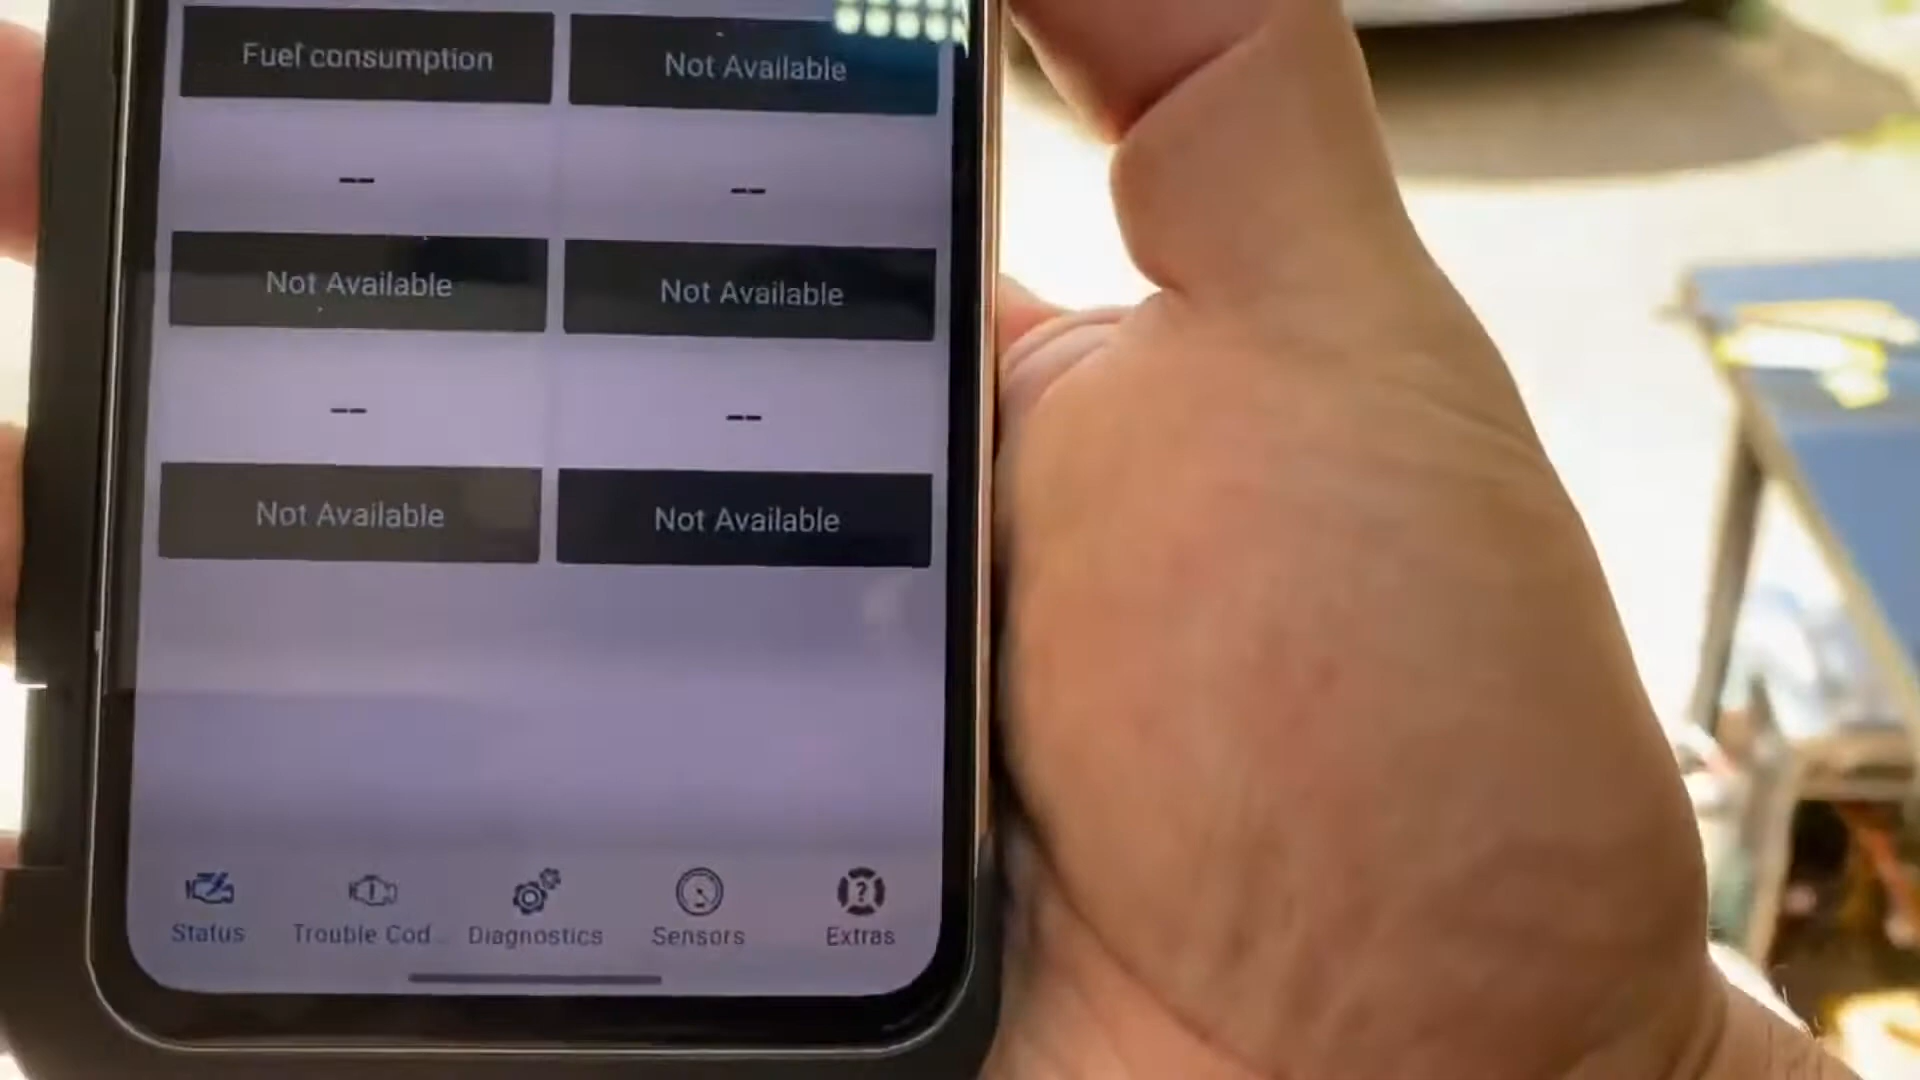 Fuel consumption
Not Available
--
--
Not Available
Not Available
--
--
Not Available
Not Available
Status
Trouble Cod...
Diagnostics
Sensors
Extras